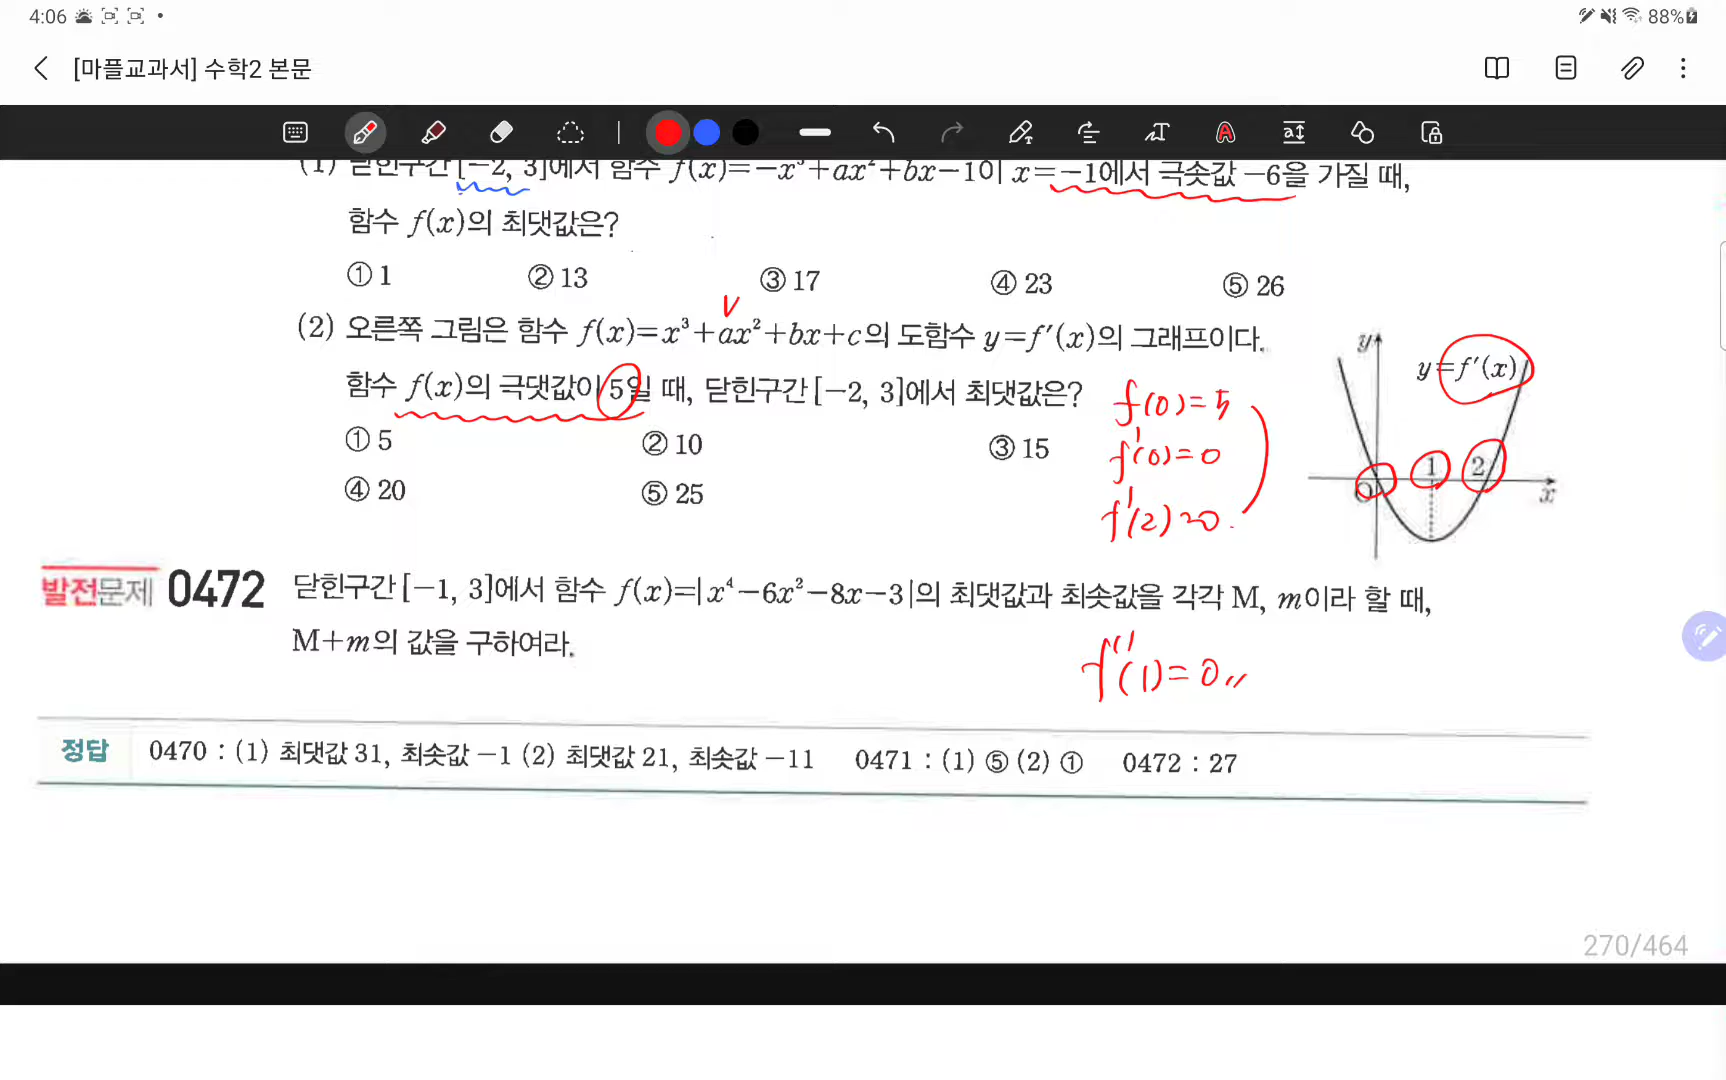 4:06
88%
[마플교과서] 수학2 본문
(1) 닫힌구간 [−2, 3]에서 함수 f(x)=−x³+ax²+bx−1이 x=−1에서 극솟값 −6을 가질 때,
함수 f(x)의 최댓값은?
① 1 ② 13 ③ 17 ④ 23 ⑤ 26
(2) 오른쪽 그림은 함수 f(x)=x³+ax²+bx+c의 도함수 y=f′(x)의 그래프이다.
함수 f(x)의 극댓값이 5일 때, 닫힌구간 [−2, 3]에서 최댓값은?
① 5 ② 10 ③ 15
④ 20 ⑤ 25
f(0)=5
f′(0)=0
f′(2)=0.
y
y=f′(x)
O 1 2 x
발전문제 0472 닫힌구간 [−1, 3]에서 함수 f(x)=|x⁴−6x²−8x−3|의 최댓값과 최솟값을 각각 M, m이라 할 때,
M+m의 값을 구하여라.
f″(1)=0
정답 0470 : (1) 최댓값 31, 최솟값 −1 (2) 최댓값 21, 최솟값 −11 0471 : (1) ⑤ (2) ① 0472 : 27
270/464